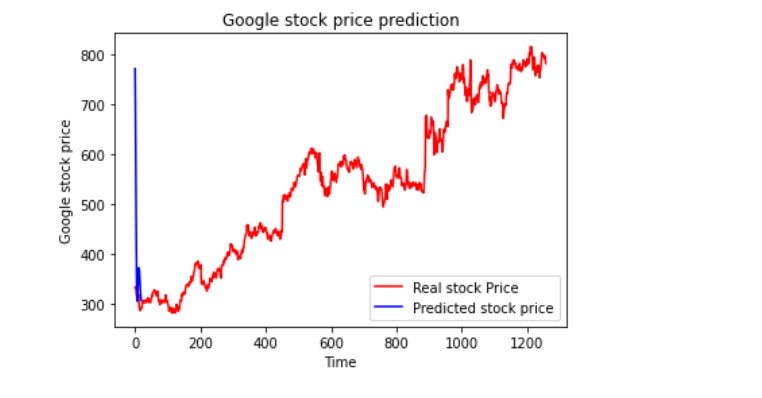 Google stock price prediction
800
700
600
500
400
300
Google stock price
Real stock Price
Predicted stock price
0 200 400 600 800 1000 1200
Time